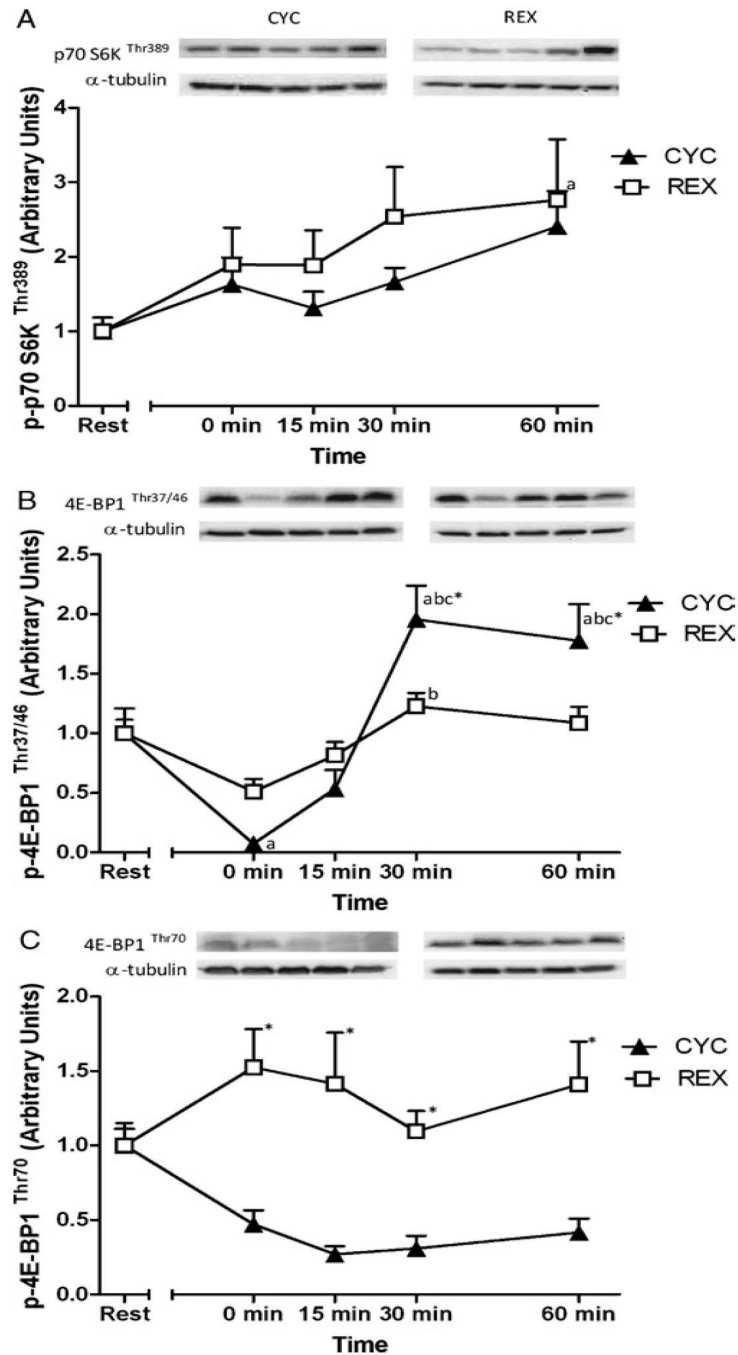 A
CYC REX
p70 S6K Thr389
α-tubulin
p-p70 S6K Thr389 (Arbitrary Units)
4
3
2
1
0
a
CYC
REX
Rest 0 min 15 min 30 min 60 min
Time
B
4E-BP1 Thr37/46
α-tubulin
p-4E-BP1 Thr37/46 (Arbitrary Units)
2.5
2.0
1.5
1.0
0.5
0.0
abc*
abc*
b
a
CYC
REX
Rest 0 min 15 min 30 min 60 min
Time
C
4E-BP1 Thr70
α-tubulin
p-4E-BP1 Thr70 (Arbitrary Units)
2.0
1.5
1.0
0.5
0.0
* * * *
CYC
REX
Rest 0 min 15 min 30 min 60 min
Time